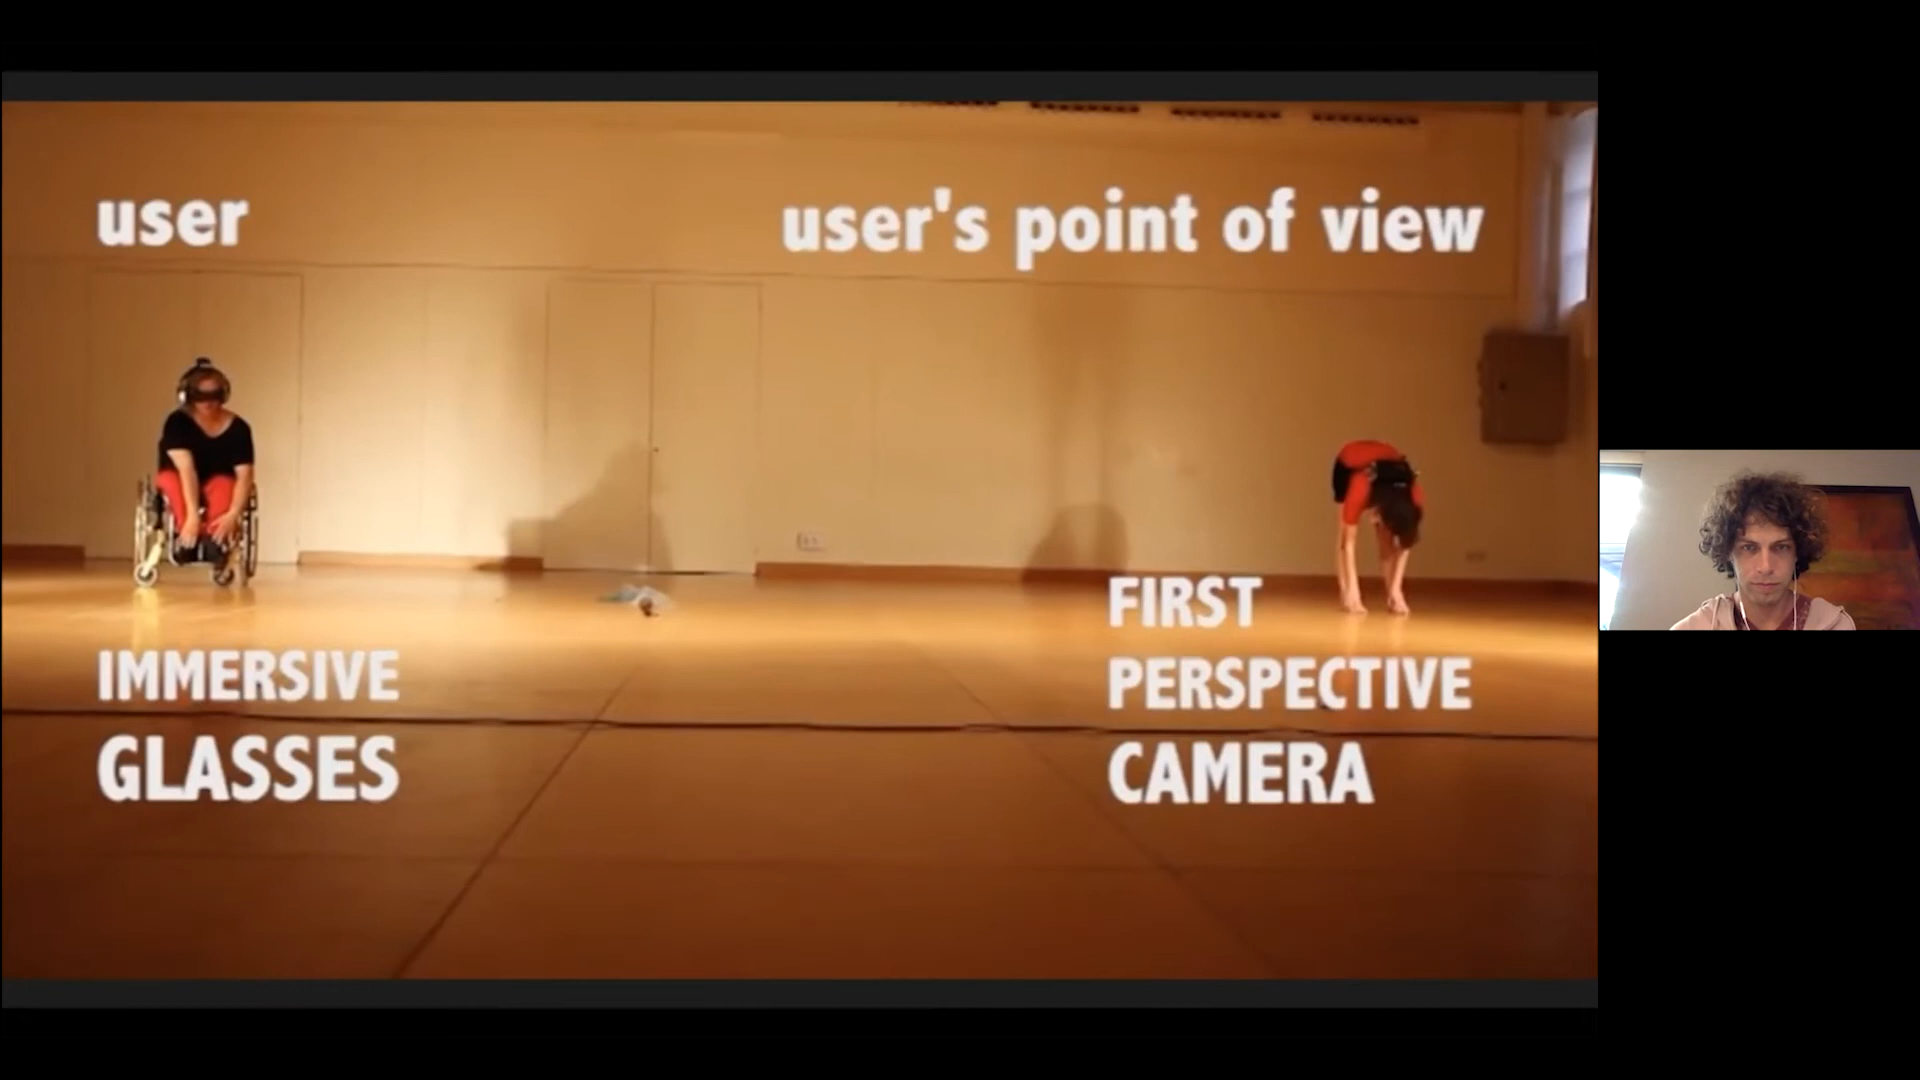 user
user's point of view
IMMERSIVE
GLASSES
FIRST
PERSPECTIVE
CAMERA